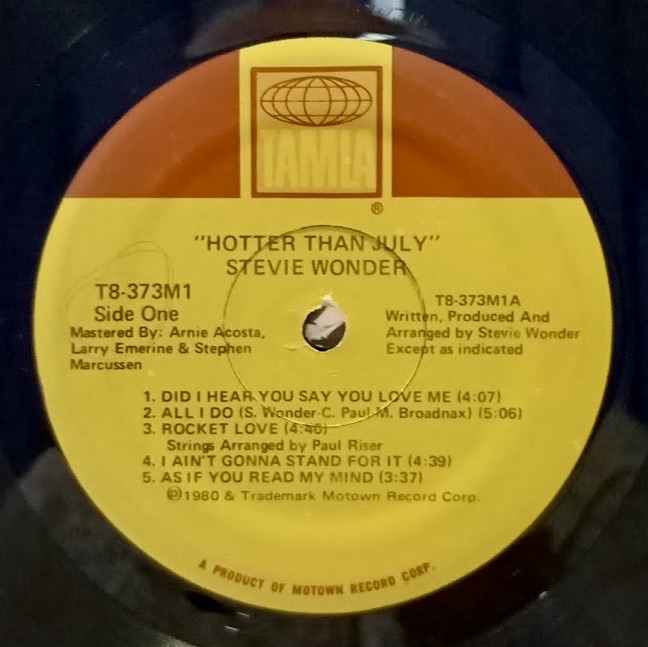 TAMLA
®
"HOTTER THAN JULY"
STEVIE WONDER
T8-373M1
Side One
Mastered By: Arnie Acosta,
Larry Emerine & Stephen
Marcussen
T8-373M1A
Written, Produced And
Arranged by Stevie Wonder
Except as indicated
1. DID I HEAR YOU SAY YOU LOVE ME (4:07)
2. ALL I DO (S. Wonder-C. Paul-M. Broadnax) (5:06)
3. ROCKET LOVE (4:40)
Strings Arranged by Paul Riser
4. I AIN'T GONNA STAND FOR IT (4:39)
5. AS IF YOU READ MY MIND (3:37)
℗1980 & Trademark Motown Record Corp.
A PRODUCT OF MOTOWN RECORD CORP.